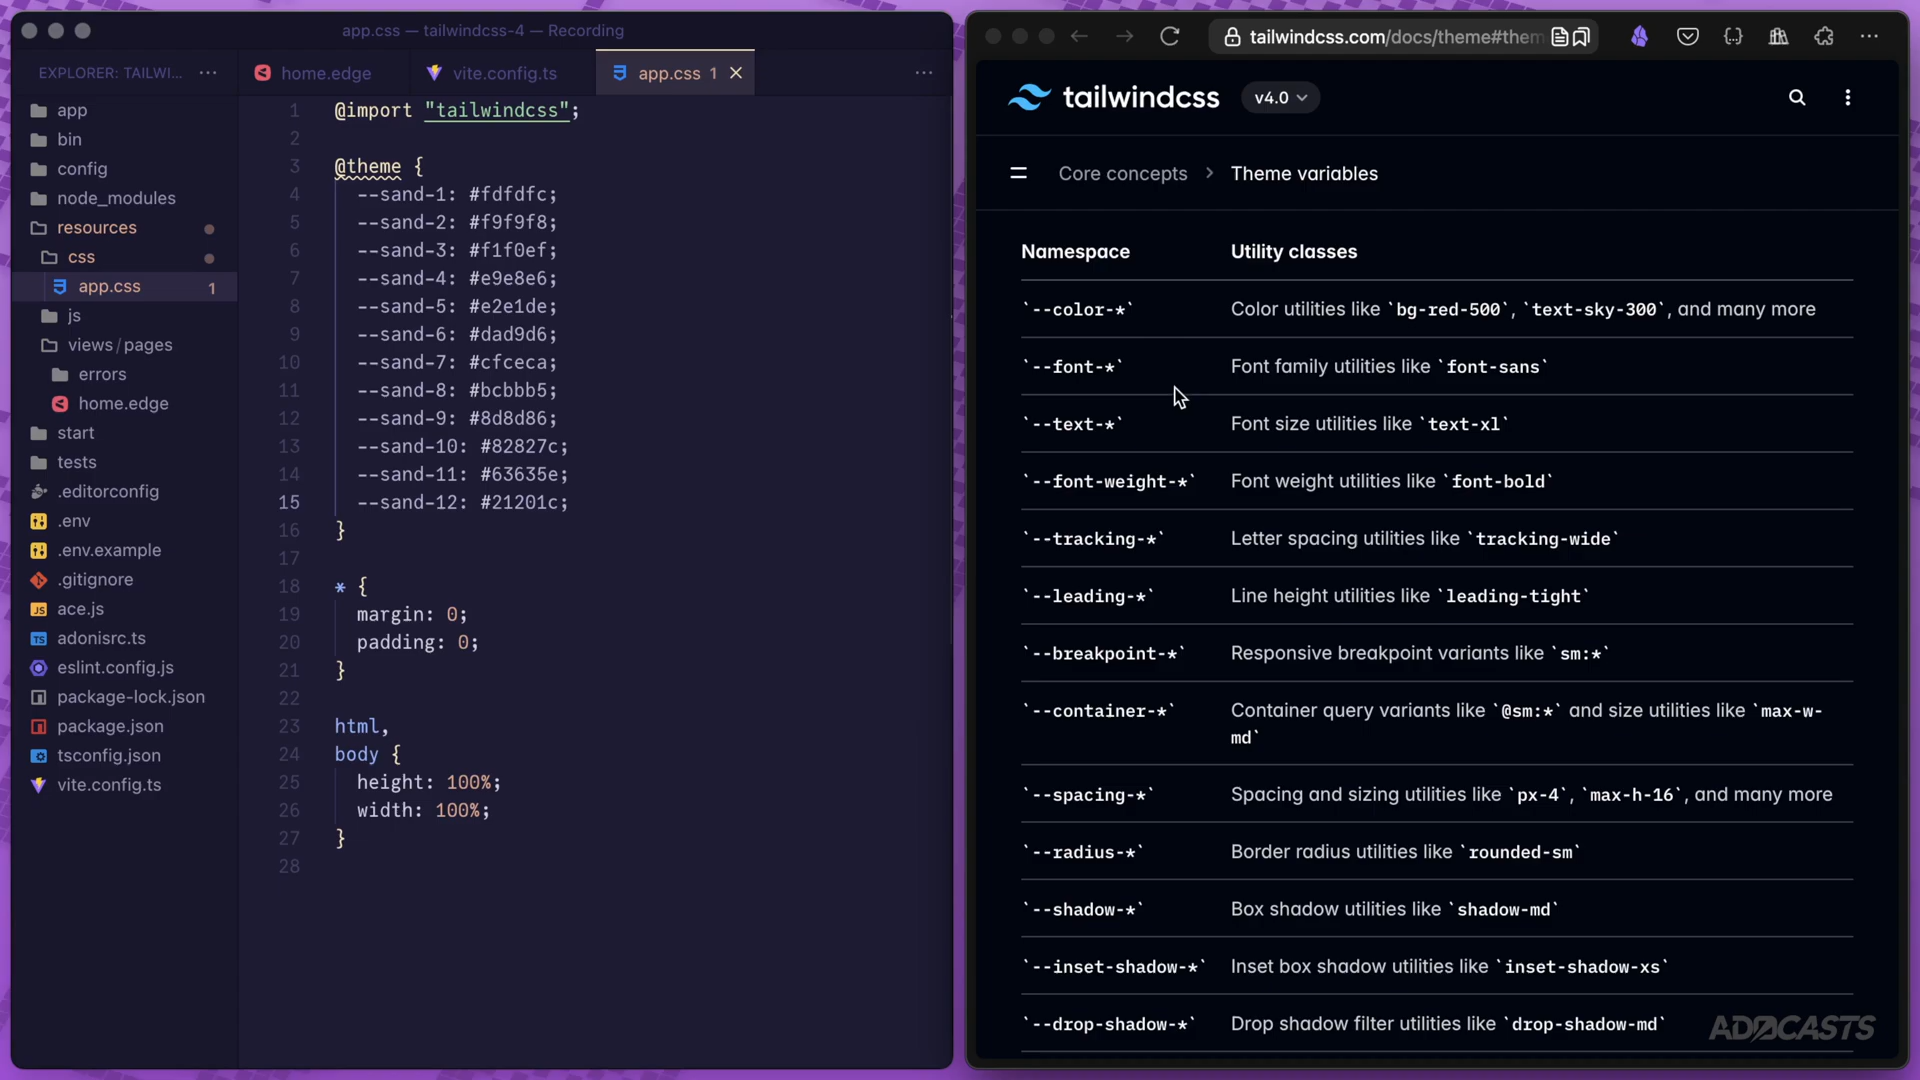 app.css — tailwindcss-4 — Recording
EXPLORER: TAILWI... ···
home.edge
vite.config.ts
app.css 1
···
app
bin
config
node_modules
resources
css
app.css 1
js
views/pages
errors
home.edge
start
tests
.editorconfig
.env
.env.example
.gitignore
ace.js
adonisrc.ts
eslint.config.js
package-lock.json
package.json
tsconfig.json
vite.config.ts
1 @import "tailwindcss";
2
3 @theme {
4 --sand-1: #fdfdfc;
5 --sand-2: #f9f9f8;
6 --sand-3: #f1f0ef;
7 --sand-4: #e9e8e6;
8 --sand-5: #e2e1de;
9 --sand-6: #dad9d6;
10 --sand-7: #cfceca;
11 --sand-8: #bcbbb5;
12 --sand-9: #8d8d86;
13 --sand-10: #82827c;
14 --sand-11: #63635e;
15 --sand-12: #21201c;
16 }
17
18 * {
19 margin: 0;
20 padding: 0;
21 }
22
23 html,
24 body {
25 height: 100%;
26 width: 100%;
27 }
28
tailwindcss.com/docs/theme#them
tailwindcss v4.0
Core concepts > Theme variables
Namespace Utility classes
`--color-*` Color utilities like `bg-red-500`, `text-sky-300`, and many more
`--font-*` Font family utilities like `font-sans`
`--text-*` Font size utilities like `text-xl`
`--font-weight-*` Font weight utilities like `font-bold`
`--tracking-*` Letter spacing utilities like `tracking-wide`
`--leading-*` Line height utilities like `leading-tight`
`--breakpoint-*` Responsive breakpoint variants like `sm:*`
`--container-*` Container query variants like `@sm:*` and size utilities like `max-w-
md`
`--spacing-*` Spacing and sizing utilities like `px-4`, `max-h-16`, and many more
`--radius-*` Border radius utilities like `rounded-sm`
`--shadow-*` Box shadow utilities like `shadow-md`
`--inset-shadow-*` Inset box shadow utilities like `inset-shadow-xs`
`--drop-shadow-*` Drop shadow filter utilities like `drop-shadow-md`
ADOCASTS